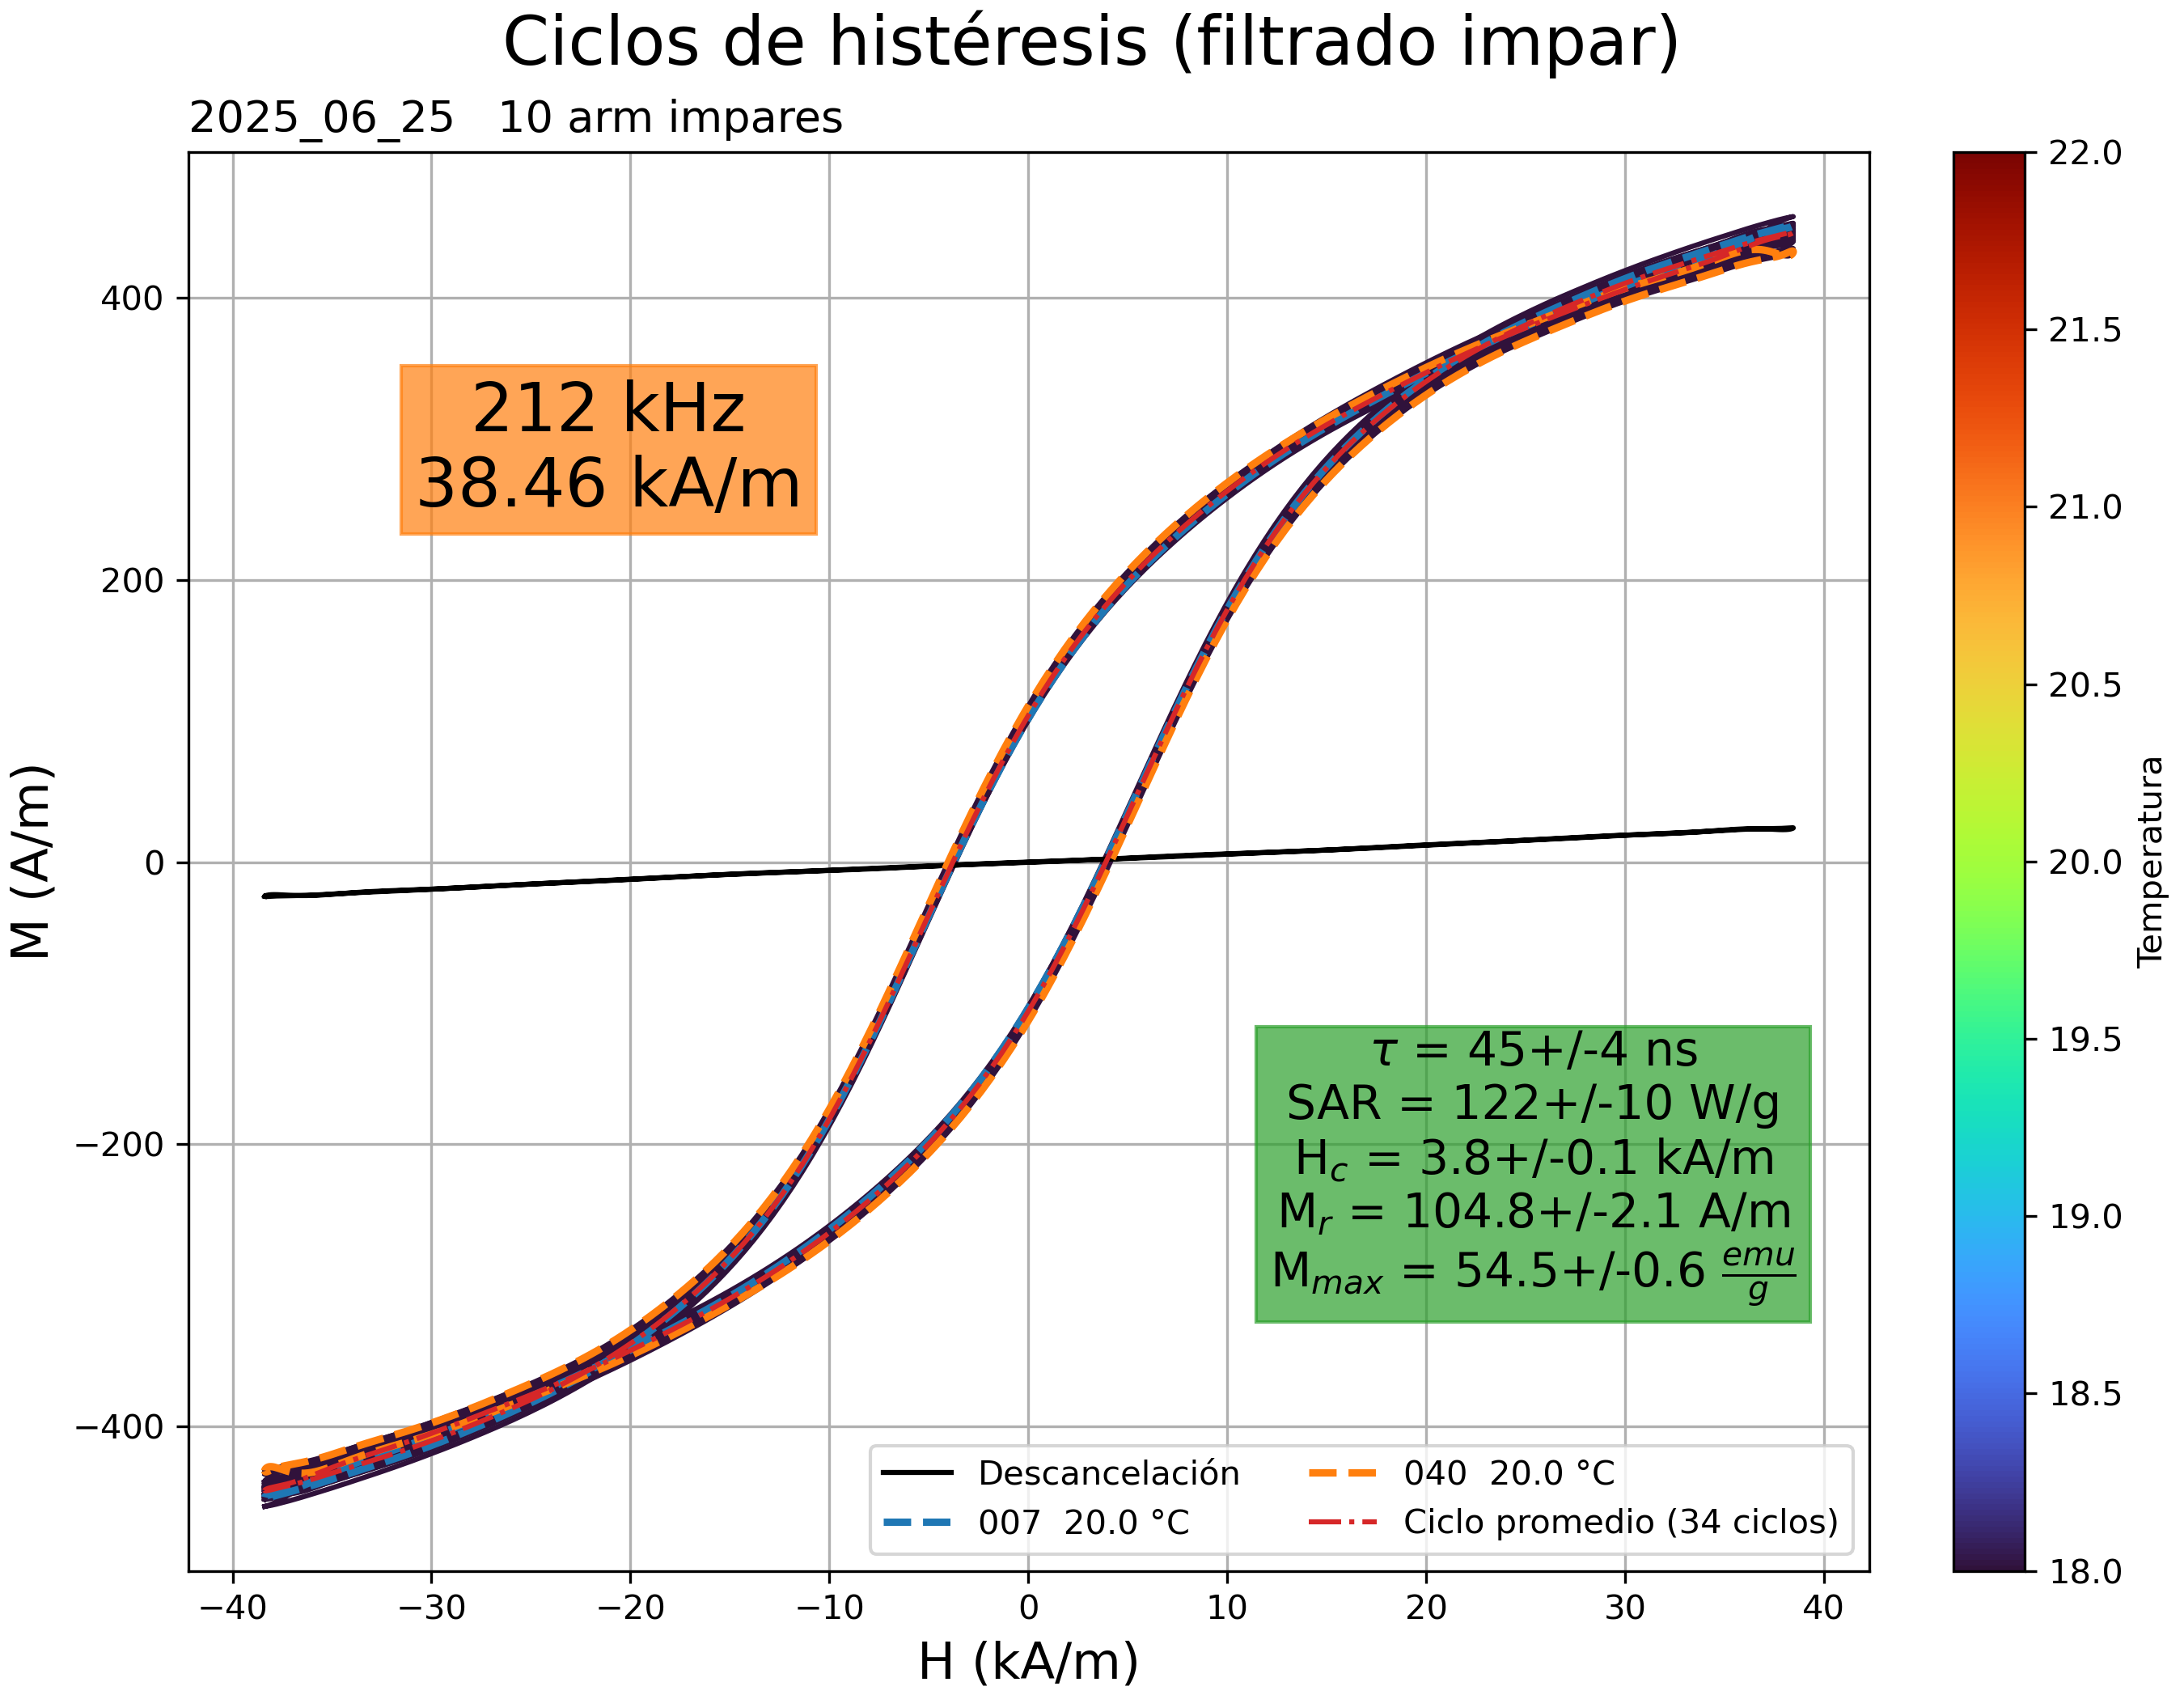 Ciclos de histéresis (filtrado impar)
2025_06_25   10 arm impares
212 kHz
38.46 kA/m
τ = 45+/-4 ns
SAR = 122+/-10 W/g
H_c = 3.8+/-0.1 kA/m
M_r = 104.8+/-2.1 A/m
M_max = 54.5+/-0.6 emu/g
Descancelación
007  20.0 °C
040  20.0 °C
Ciclo promedio (34 ciclos)
M (A/m)
400
200
0
−200
−400
−40 −30 −20 −10 0 10 20 30 40
H (kA/m)
22.0
21.5
21.0
20.5
20.0
19.5
19.0
18.5
18.0
Temperatura